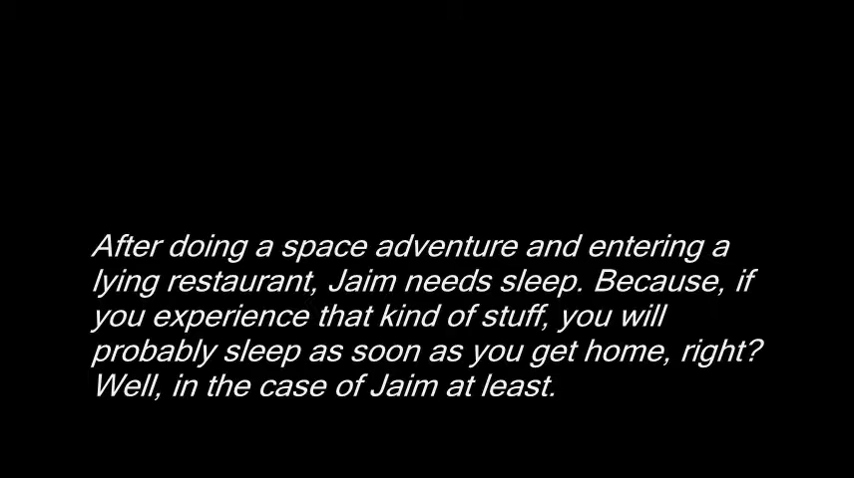 After doing a space adventure and entering a
lying restaurant, Jaim needs sleep. Because, if
you experience that kind of stuff, you will
probably sleep as soon as you get home, right?
Well, in the case of Jaim at least.